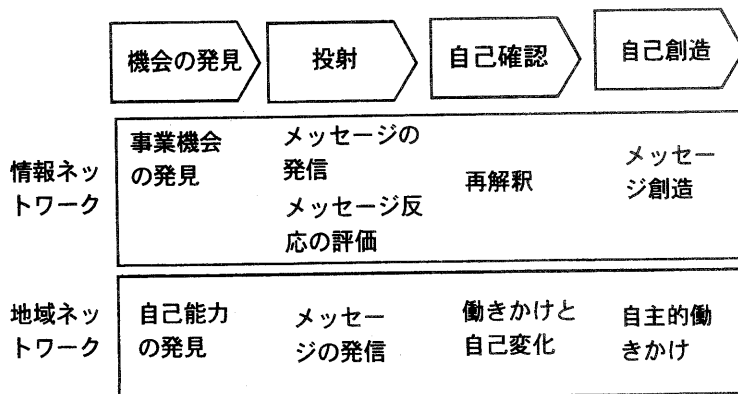 機会の発見
投射
自己確認
自己創造
情報ネッ
トワーク
事業機会
の発見
メッセージの
発信
メッセージ反
応の評価
再解釈
メッセー
ジ創造
地域ネッ
トワーク
自己能力
の発見
メッセー
ジの発信
働きかけと
自己変化
自主的働
きかけ